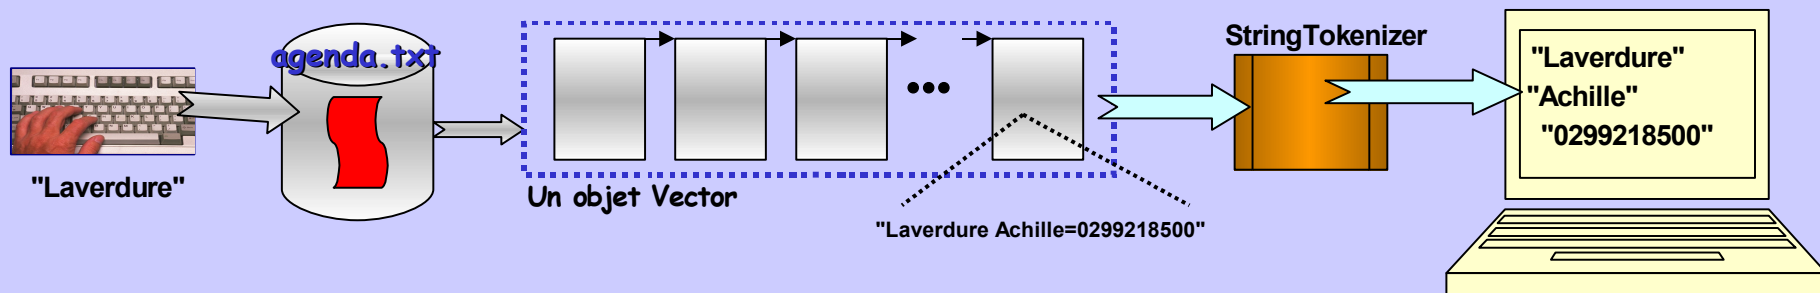 "Laverdure"
agenda.txt
Un objet Vector
"Laverdure Achille=0299218500"
StringTokenizer
"Laverdure"
"Achille"
"0299218500"